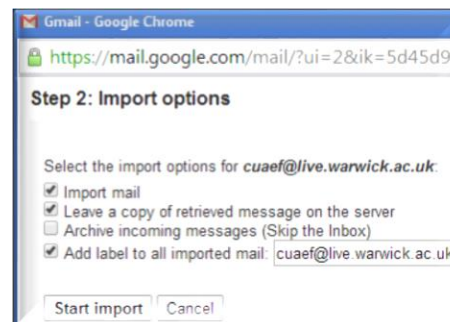 Gmail - Google Chrome
https://mail.google.com/mail/?ui=2&ik=5d45d9
Step 2: Import options
Select the import options for cuaef@live.warwick.ac.uk:
Import mail
Leave a copy of retrieved message on the server
Archive incoming messages (Skip the Inbox)
Add label to all imported mail: cuaef@live.warwick.ac.uk
Start import Cancel